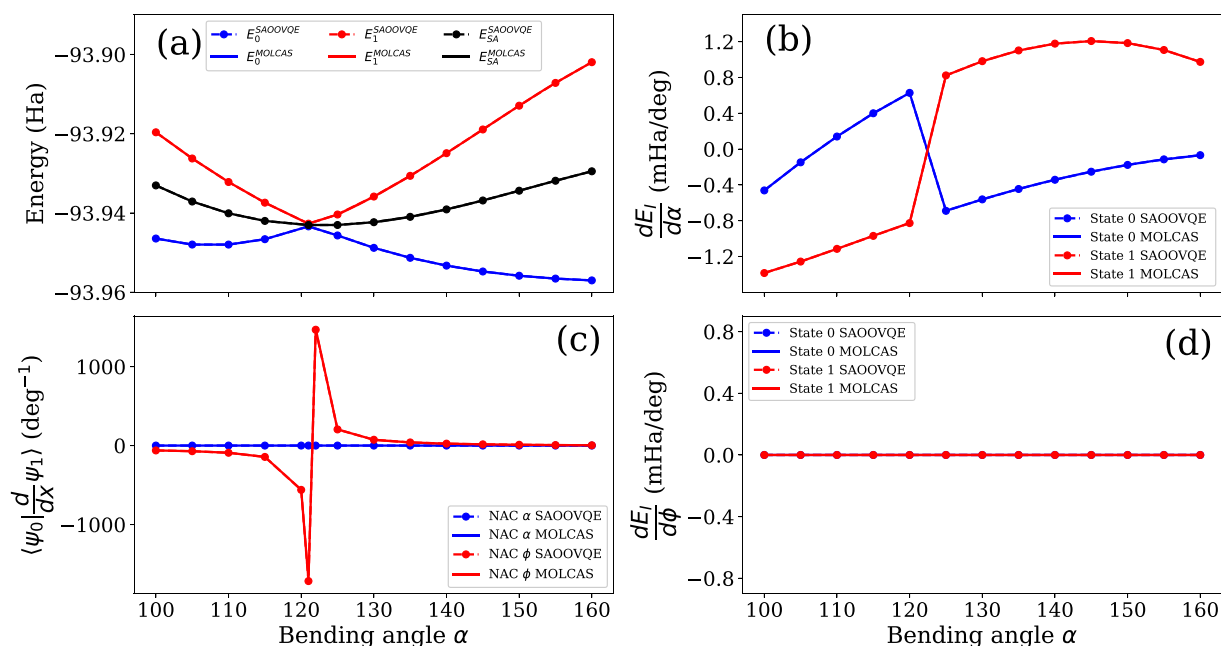 (a)
E_0^{SAOOVQE} E_1^{SAOOVQE} E_{SA}^{SAOOVQE}
E_0^{MOLCAS} E_1^{MOLCAS} E_{SA}^{MOLCAS}
Energy (Ha)
−93.90
−93.92
−93.94
−93.96
(b)
dE_I/dα (mHa/deg)
1.2
0.8
0.4
0.0
−0.4
−0.8
−1.2
State 0 SAOOVQE
State 0 MOLCAS
State 1 SAOOVQE
State 1 MOLCAS
(c)
⟨ψ_0|d/dX ψ_1⟩ (deg^{−1})
1000
0
−1000
NAC α SAOOVQE
NAC α MOLCAS
NAC ϕ SAOOVQE
NAC ϕ MOLCAS
100 110 120 130 140 150 160
Bending angle α
(d)
State 0 SAOOVQE
State 0 MOLCAS
State 1 SAOOVQE
State 1 MOLCAS
dE_I/dϕ (mHa/deg)
0.8
0.4
0.0
−0.4
−0.8
100 110 120 130 140 150 160
Bending angle α